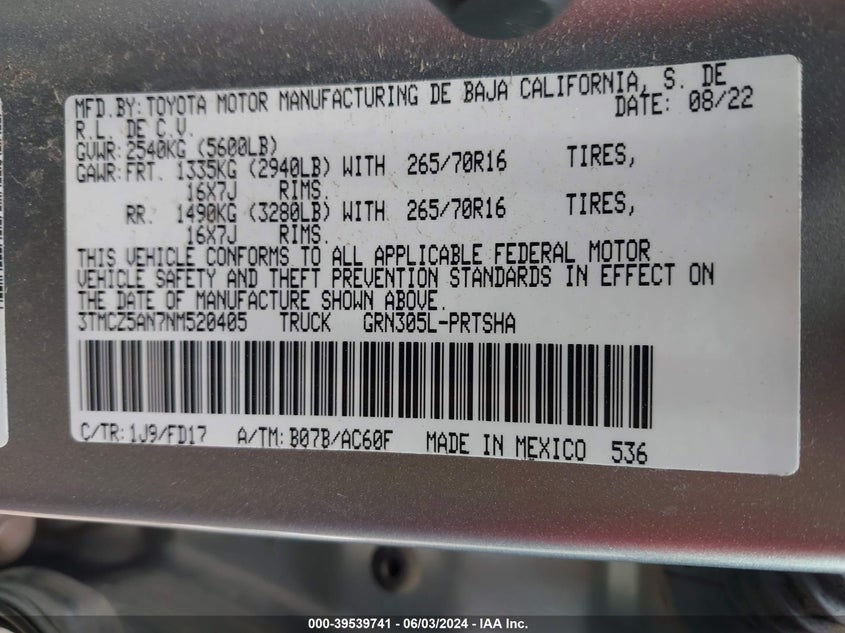 MFD.BY:TOYOTA MOTOR MANUFACTURING DE BAJA CALIFORNIA, S. DE
R.L. DE C.V. DATE: 08/22
GVWR:2540KG (5600LB)
GAWR:FRT. 1335KG (2940LB) WITH 265/70R16 TIRES,
16X7J RIMS.
RR. 1490KG (3280LB) WITH 265/70R16 TIRES,
16X7J RIMS.
THIS VEHICLE CONFORMS TO ALL APPLICABLE FEDERAL MOTOR
VEHICLE SAFETY AND THEFT PREVENTION STANDARDS IN EFFECT ON
THE DATE OF MANUFACTURE SHOWN ABOVE.
3TMCZ5AN7NM520405 TRUCK GRN305L-PRTSHA
C/TR:1J9/FD17 A/TM:B07B/AC60F MADE IN MEXICO 536
000-39539741 - 06/03/2024 - IAA Inc.